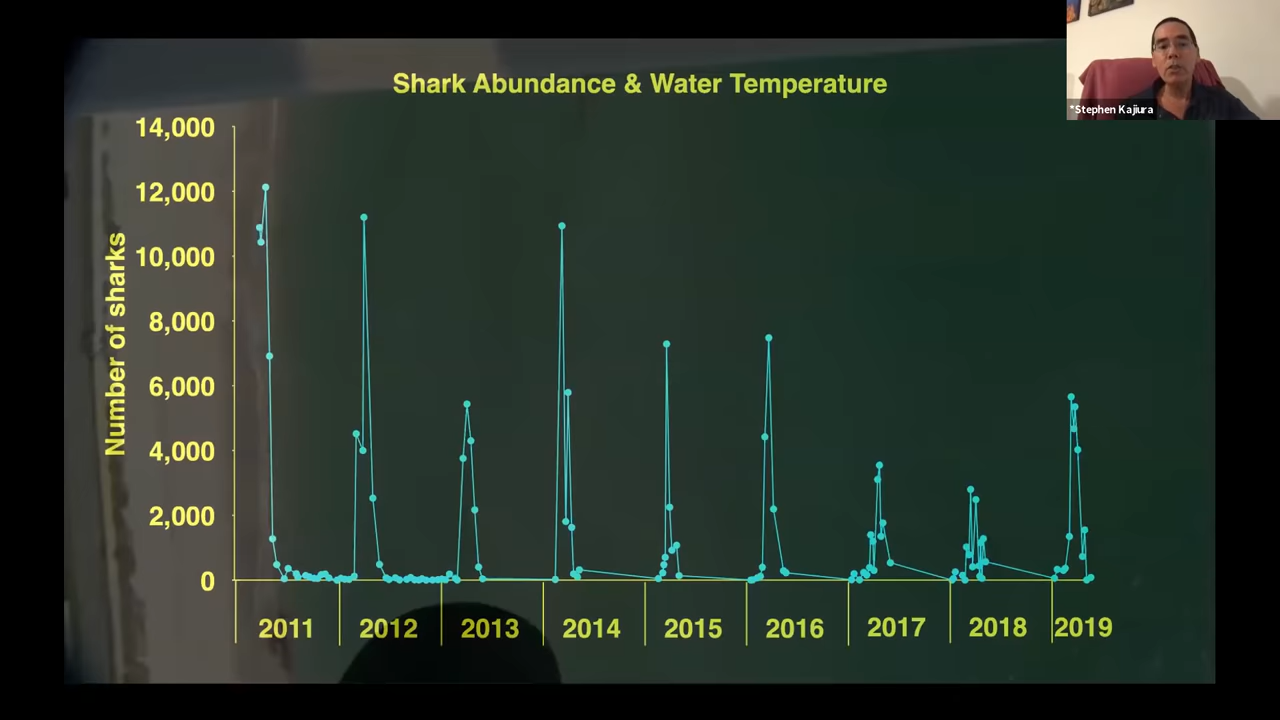 Shark Abundance & Water Temperature
*Stephen Kajiura
Number of sharks
14,000
12,000
10,000
8,000
6,000
4,000
2,000
0
2011 2012 2013 2014 2015 2016 2017 2018 2019